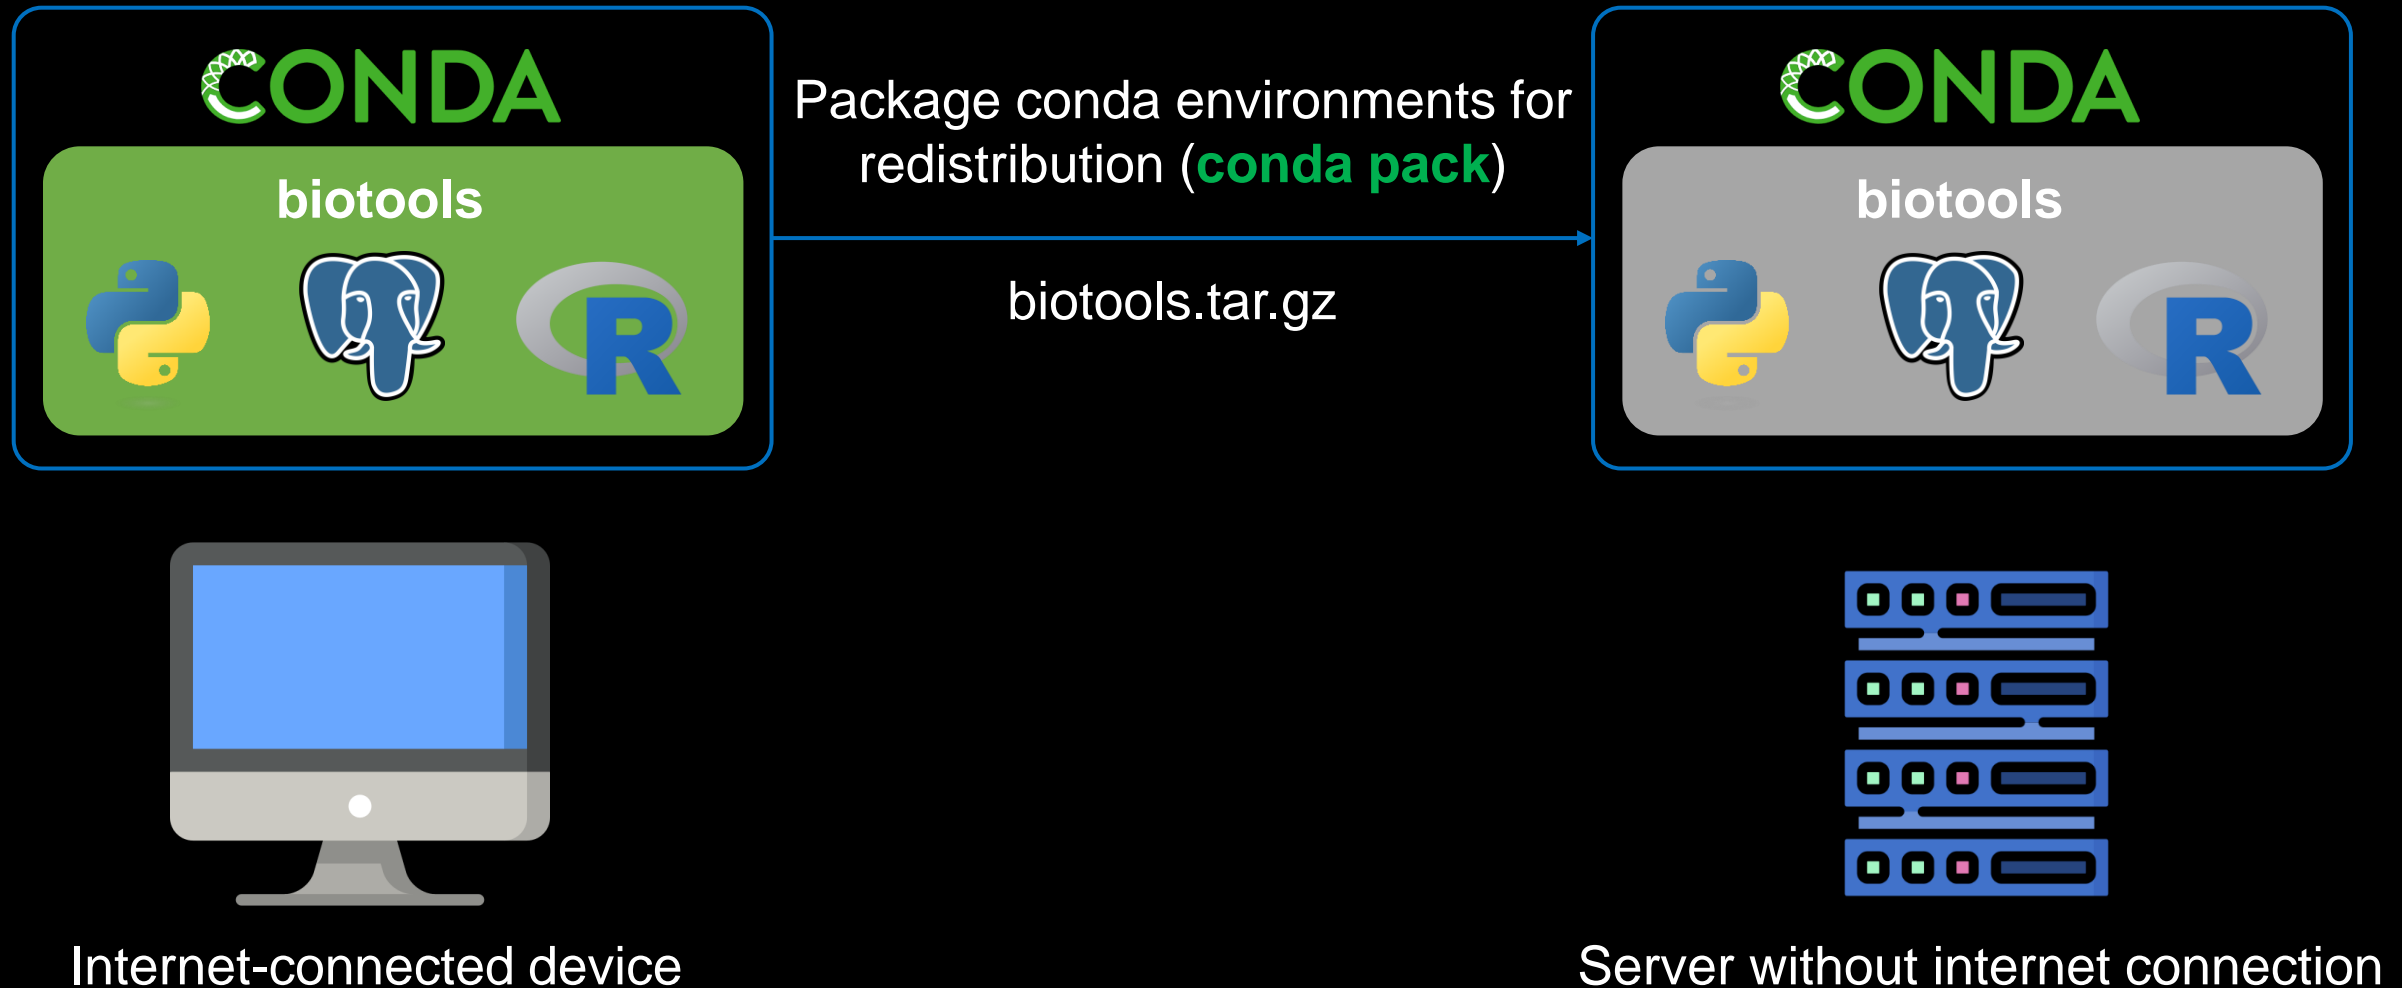 CONDA
biotools
R
Package conda environments for
redistribution (conda pack)
biotools.tar.gz
CONDA
biotools
R
Internet-connected device
Server without internet connection